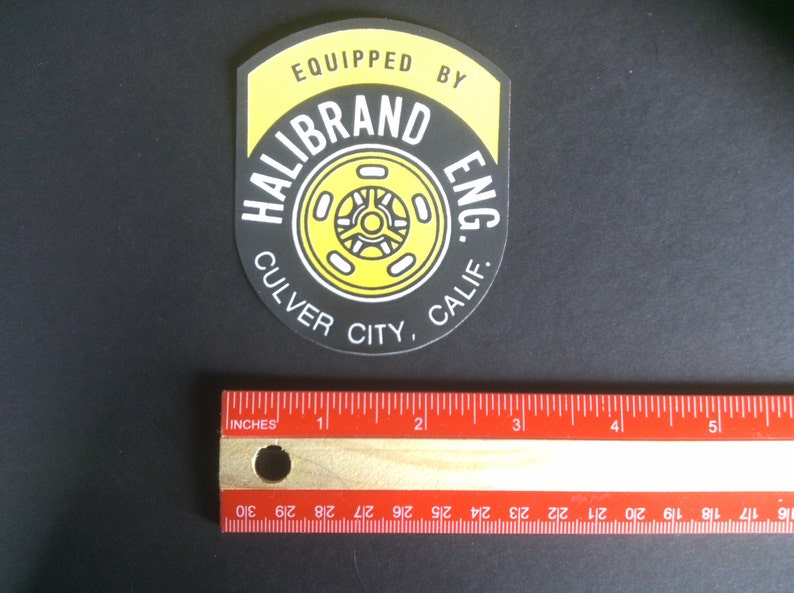 EQUIPPED BY
HALIBRAND ENG.
CULVER CITY, CALIF.
INCHES 1 2 3 4 5
30 29 28 27 26 25 24 23 22 21 20 19 18 17 16